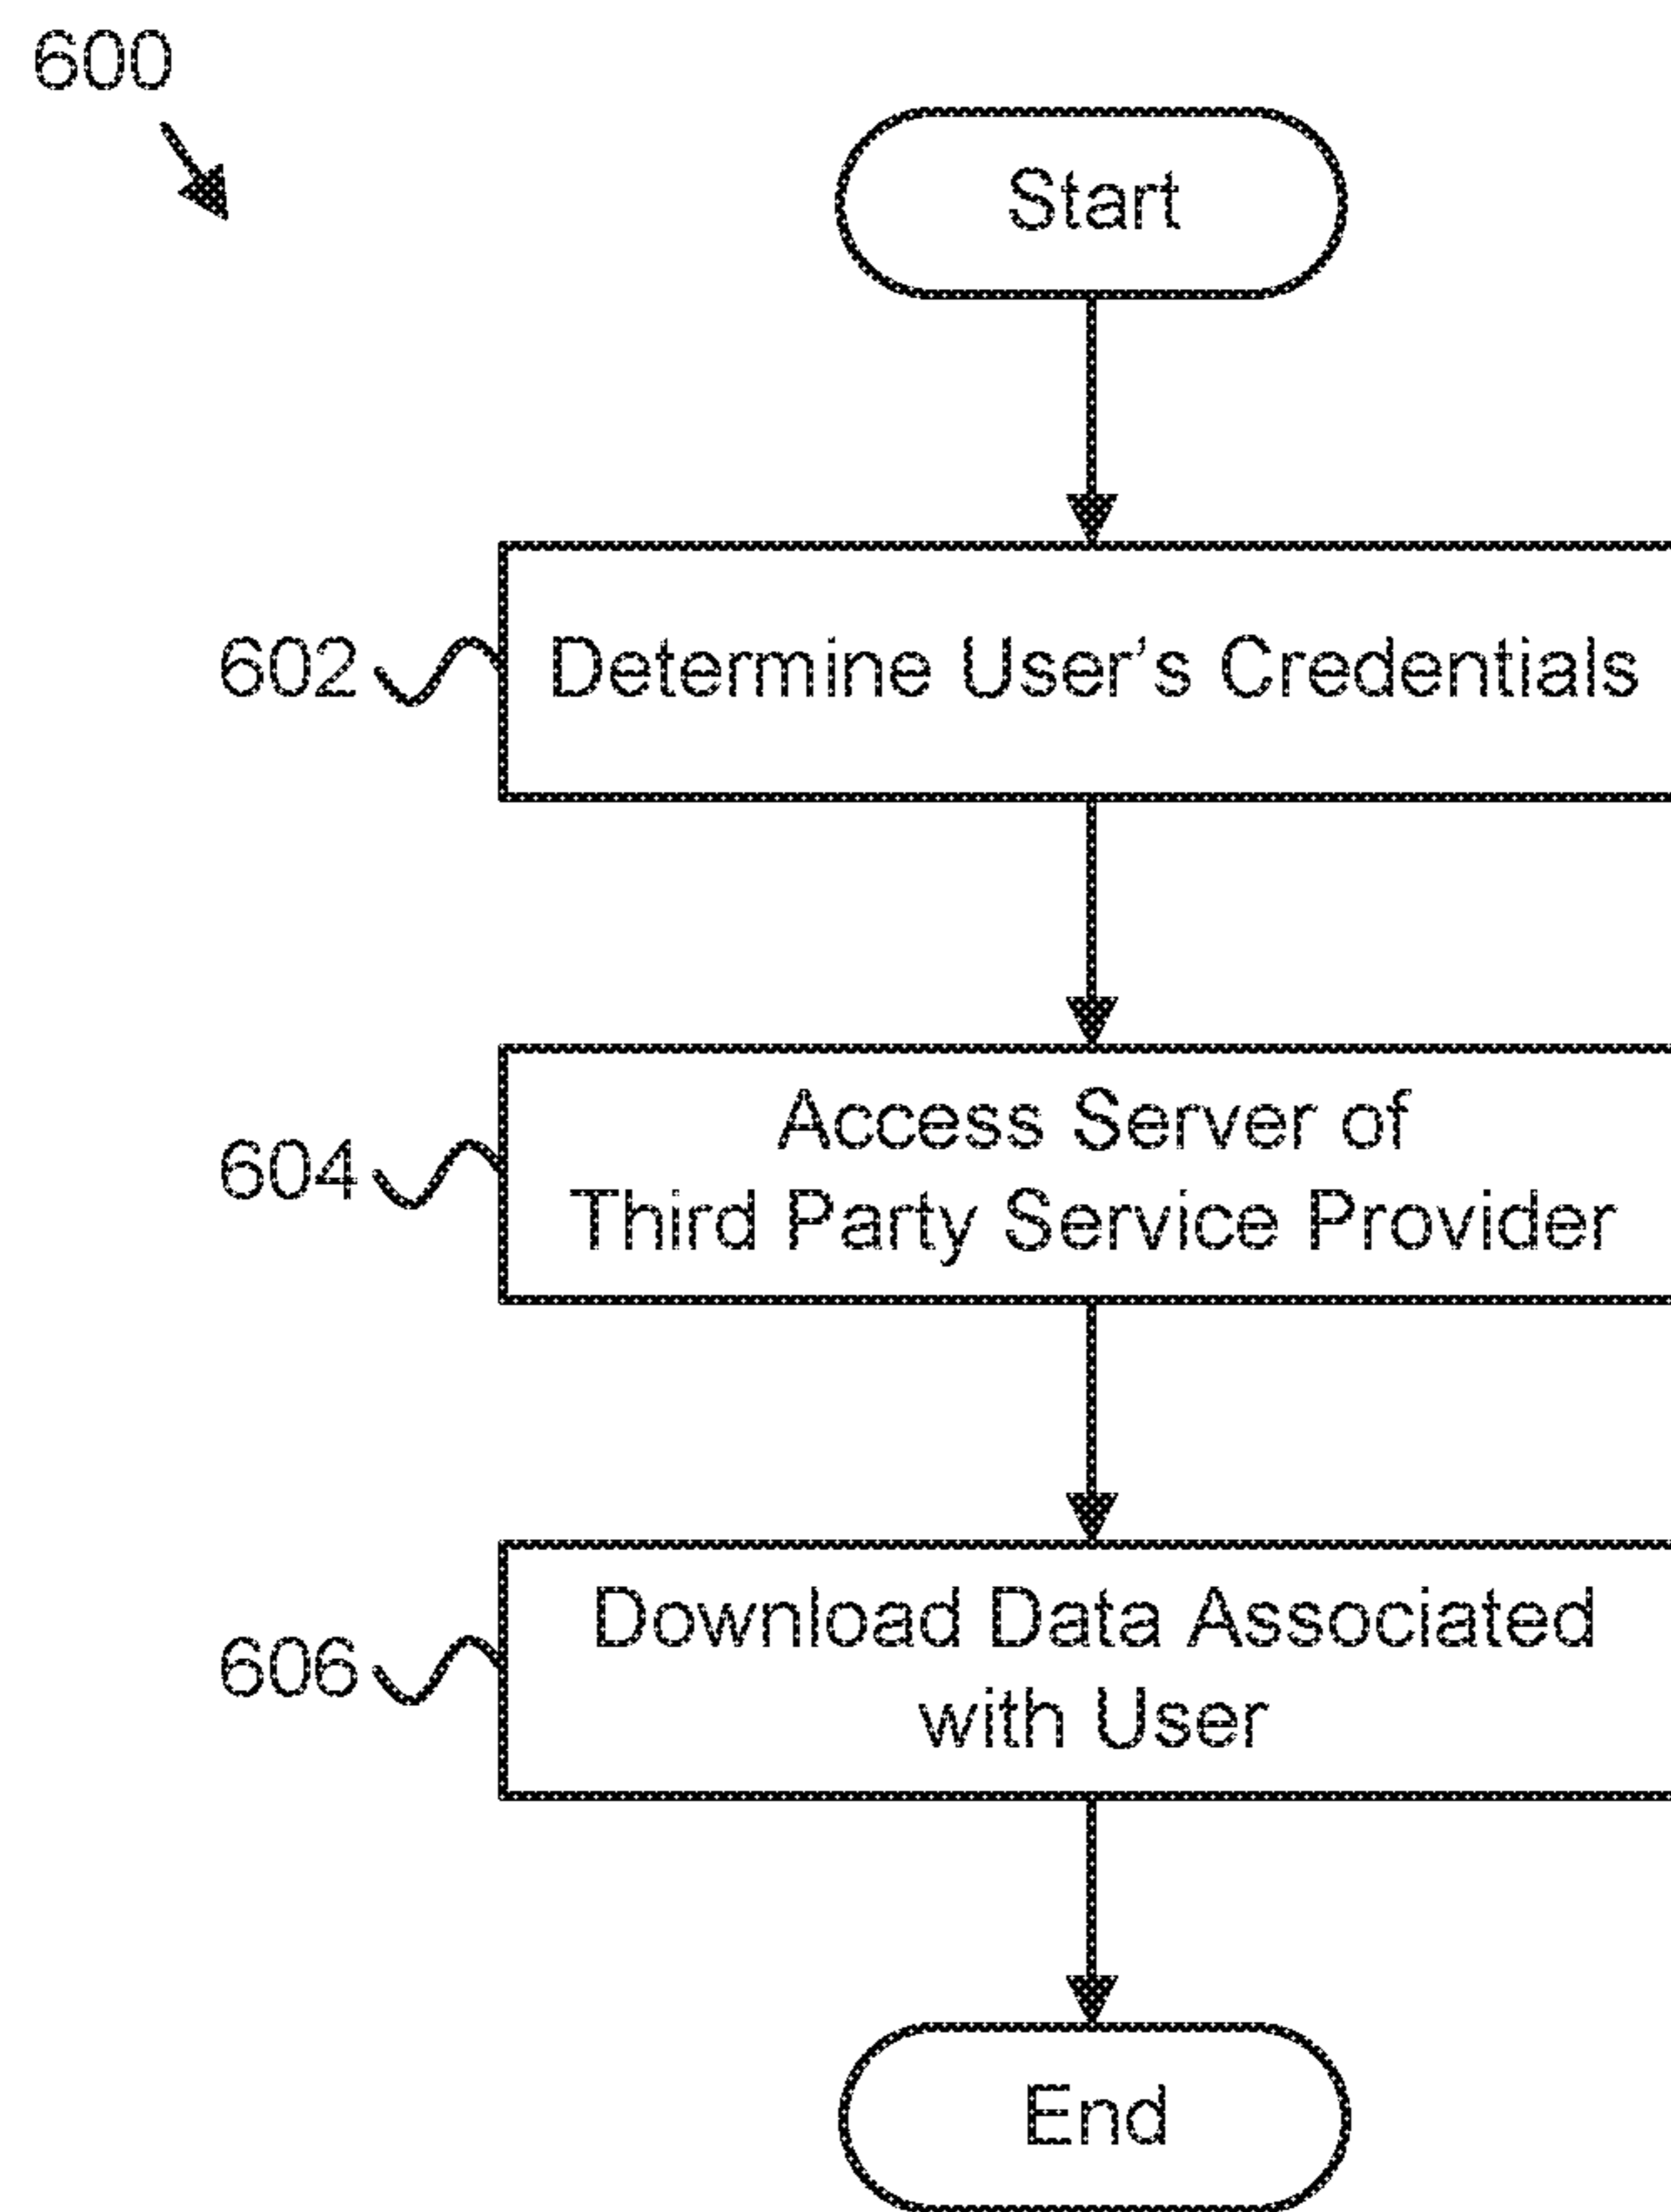 600
Start
602 Determine User's Credentials
604
Access Server of
Third Party Service Provider
606
Download Data Associated
with User
End